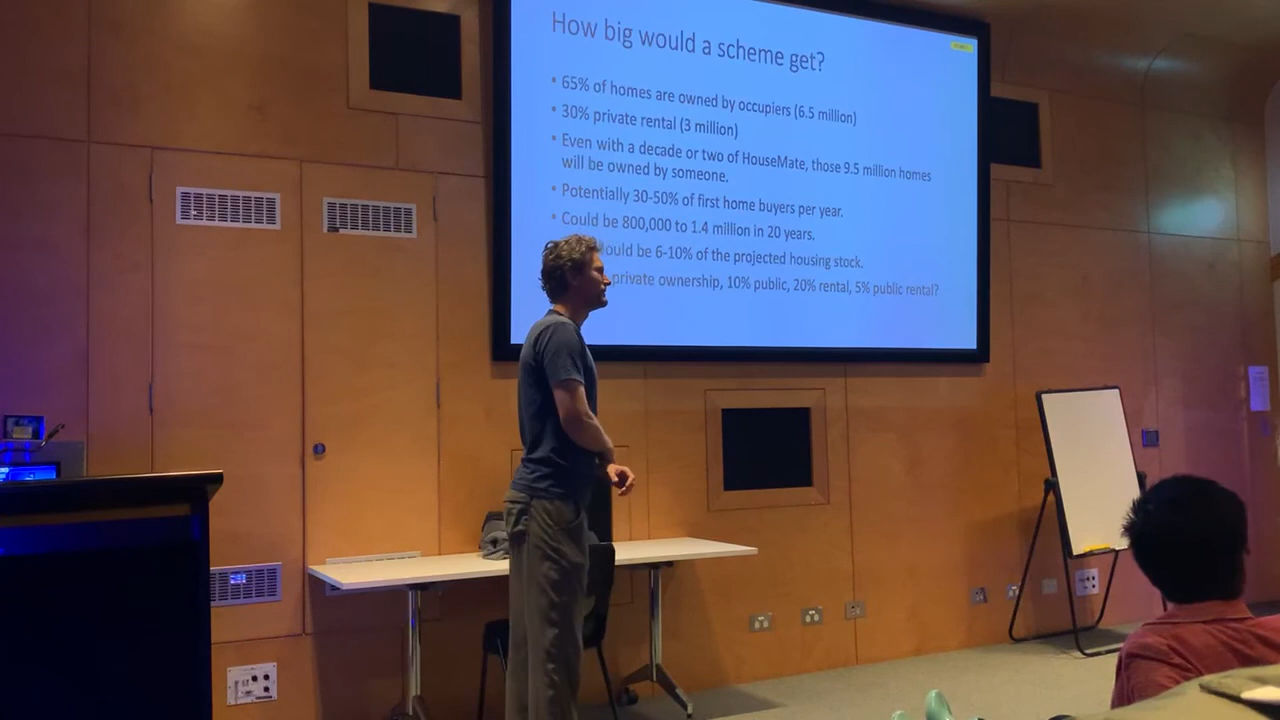 How big would a scheme get?
• 65% of homes are owned by occupiers (6.5 million)
• 30% private rental (3 million)
• Even with a decade or two of HouseMate, those 9.5 million homes
will be owned by someone.
• Potentially 30-50% of first home buyers per year.
• Could be 800,000 to 1.4 million in 20 years.
ould be 6-10% of the projected housing stock.
private ownership, 10% public, 20% rental, 5% public rental?